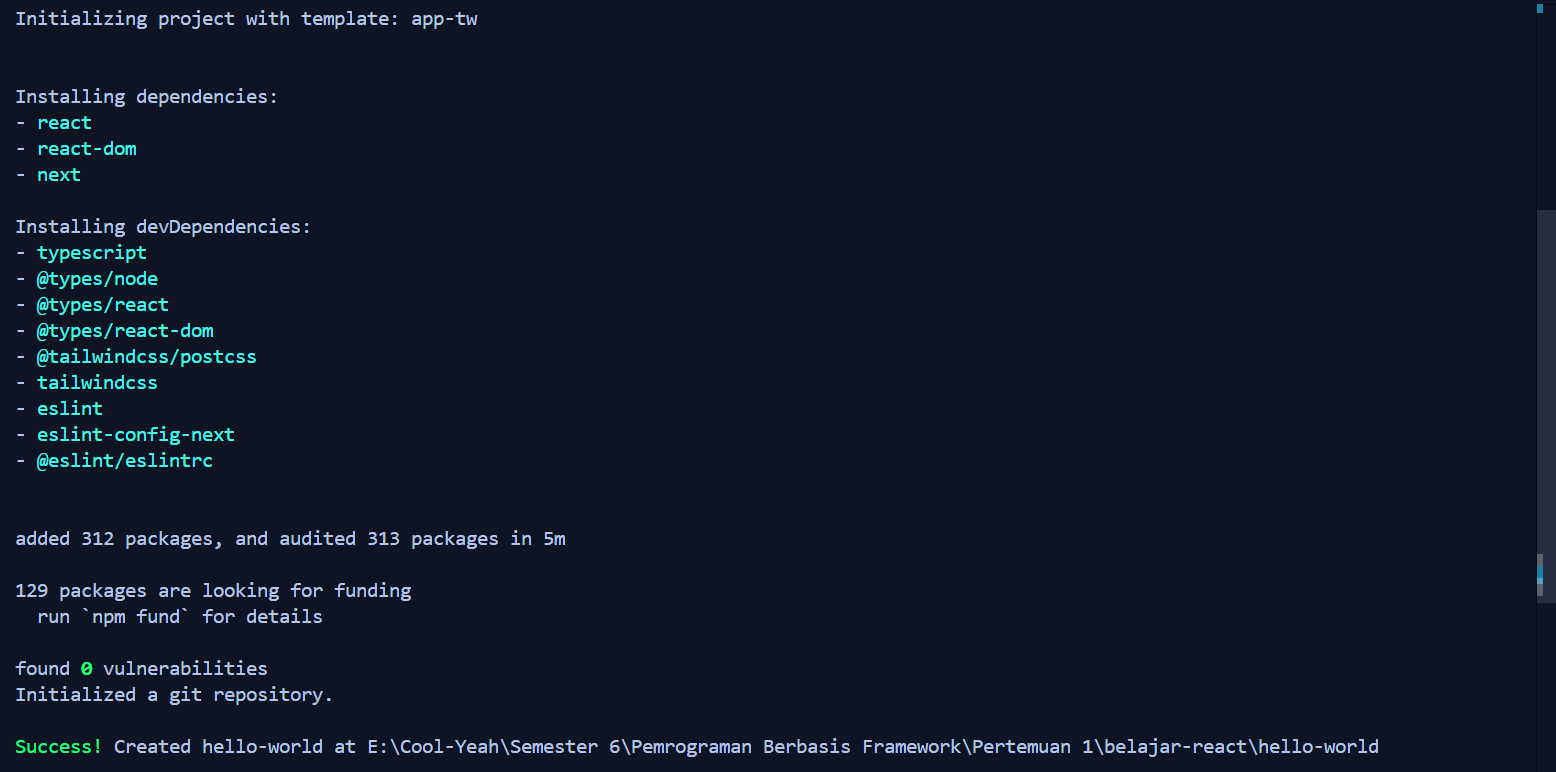 Initializing project with template: app-tw
Installing dependencies:
- react
- react-dom
- next
Installing devDependencies:
- typescript
- @types/node
- @types/react
- @types/react-dom
- @tailwindcss/postcss
- tailwindcss
- eslint
- eslint-config-next
- @eslint/eslintrc
added 312 packages, and audited 313 packages in 5m
129 packages are looking for funding
  run `npm fund` for details
found 0 vulnerabilities
Initialized a git repository.
Success! Created hello-world at E:\Cool-Yeah\Semester 6\Pemrograman Berbasis Framework\Pertemuan 1\belajar-react\hello-world